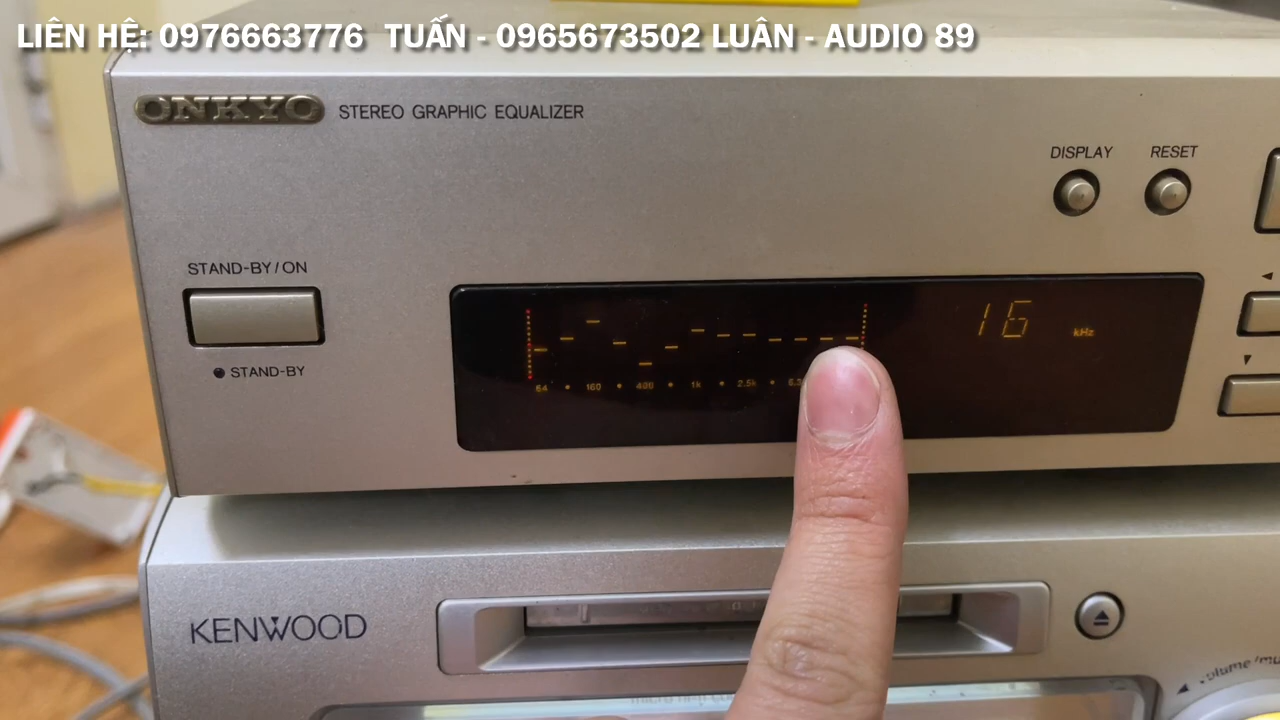 LIÊN HỆ: 0976663776 TUẤN - 0965673502 LUÂN - AUDIO 89
ONKYO STEREO GRAPHIC EQUALIZER
DISPLAY RESET
STAND-BY/ON
16 kHz
STAND-BY
64 • 160 • 400 • 1k • 2.5k •
KENWOOD
volume